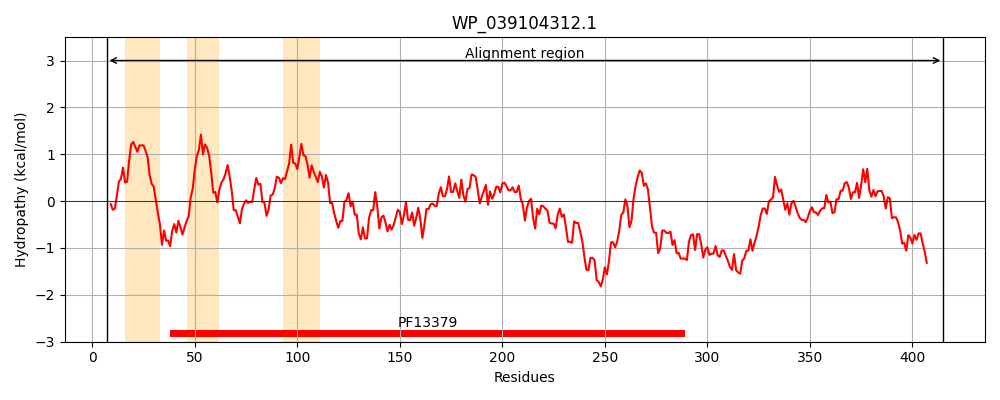 WP_039104312.1
Hydropathy (kcal/mol)
3
2
1
0
−1
−2
−3
Alignment region
PF13379
0 50 100 150 200 250 300 350 400
Residues